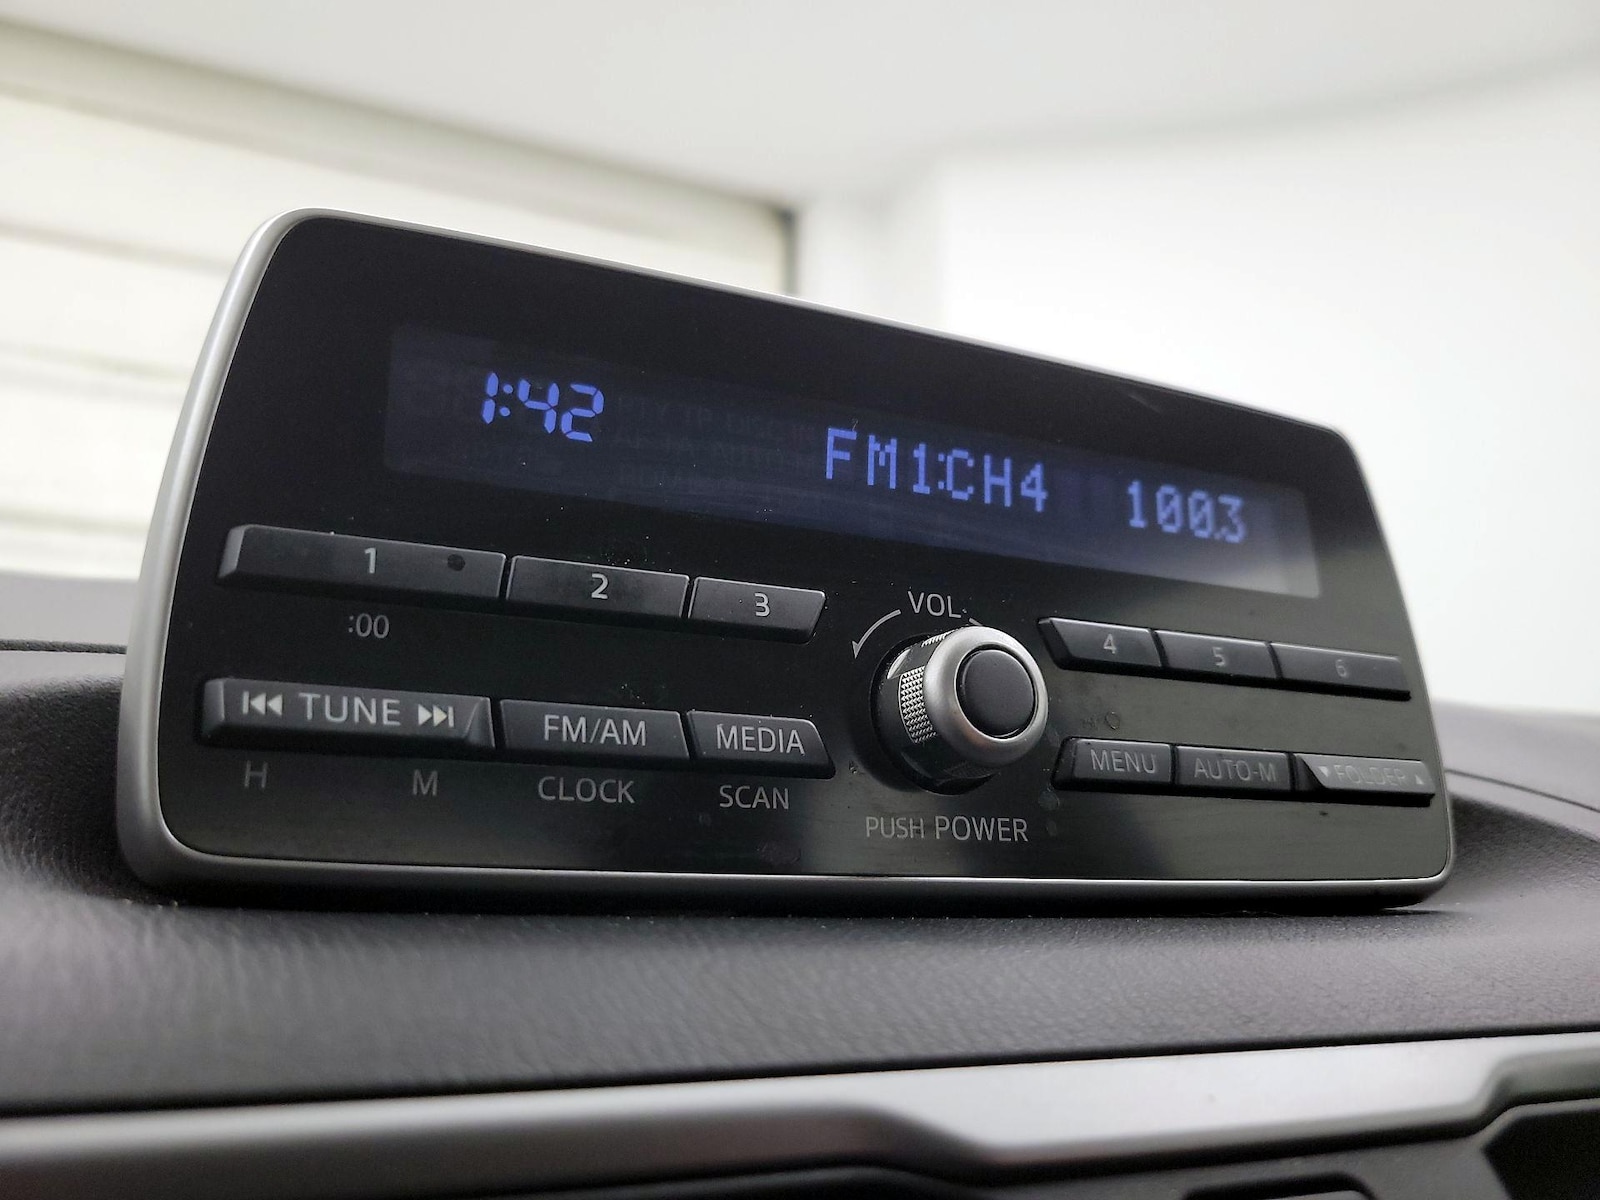 1:42 FM1:CH4 100.3
1 2 3 VOL 4 5 6
:00
TUNE FM/AM MEDIA MENU AUTO-M FOLDER
H M CLOCK SCAN
PUSH POWER